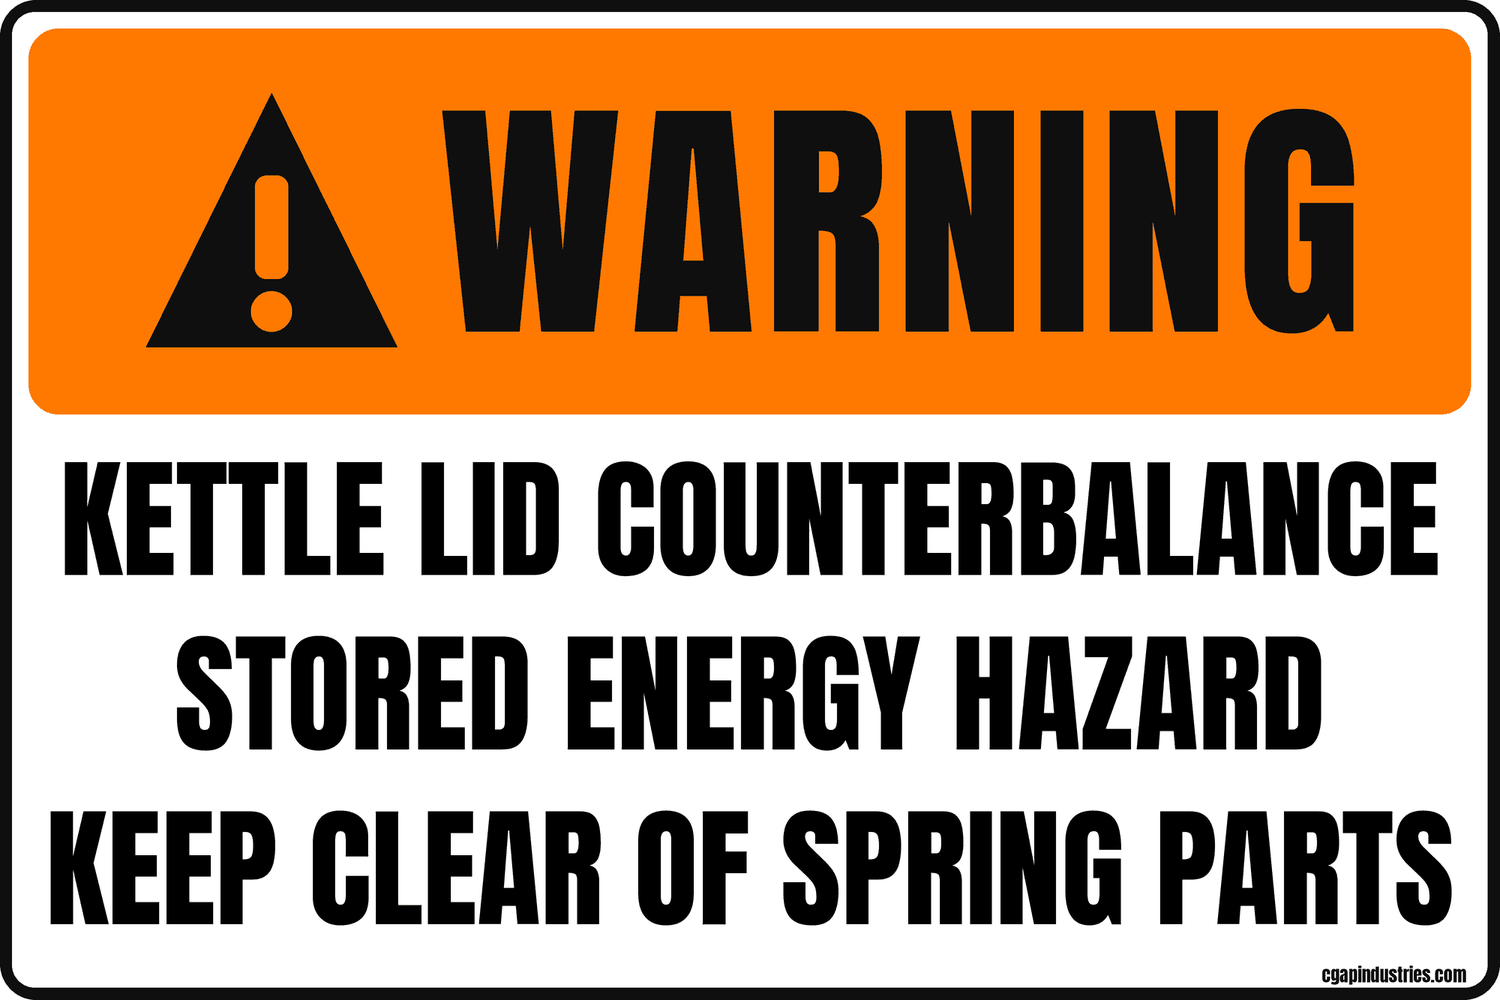 WARNING
KETTLE LID COUNTERBALANCE
STORED ENERGY HAZARD
KEEP CLEAR OF SPRING PARTS
cgapindustries.com